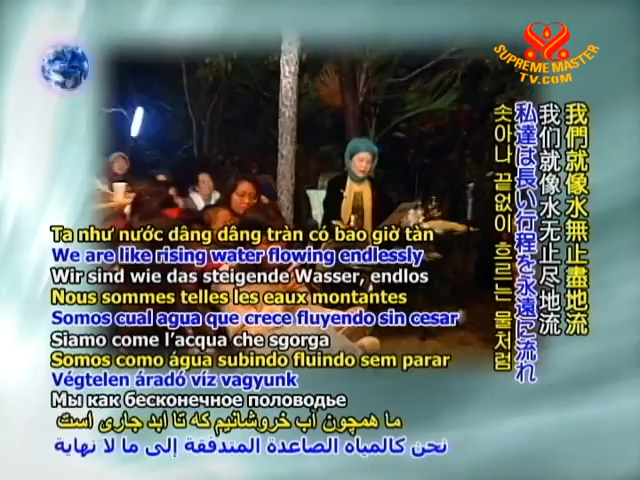 SUPREME MASTER
TV.COM
Ta như nước dâng dâng tràn có bao giờ tàn
We are like rising water flowing endlessly
Wir sind wie das steigende Wasser, endlos
Nous sommes telles les eaux montantes
Somos cual agua que crece fluyendo sin cesar
Siamo come l'acqua che sgorga
Somos como água subindo fluindo sem parar
Végtelen áradó víz vagyunk
Мы как бесконечное половодье
ما همچون آب خروشانیم که تا ابد جاری است
نحن كالمياه الصاعدة المتدفقة إلى ما لا نهاية
我們就像水無止盡地流
我们就像水无止尽地流
私達は長い行程を永遠に流れ
솟아나 끝없이 흐르는 물처럼